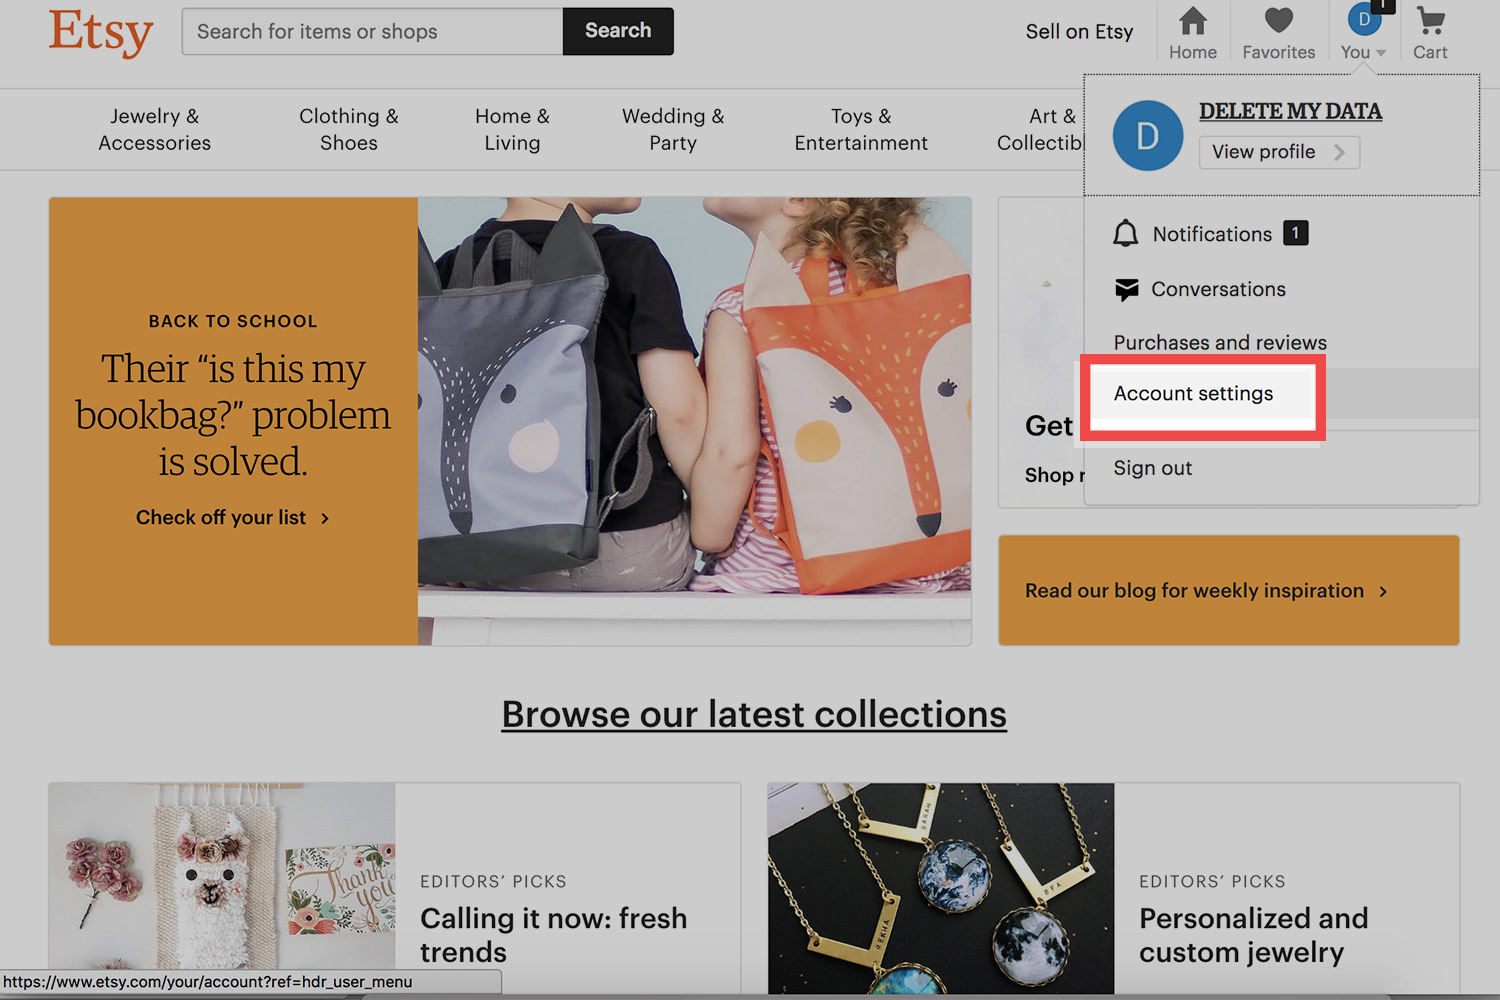 Etsy
Search for items or shops
Search
Sell on Etsy
Home
Favorites
D
1
You
Cart
Jewelry &
Accessories
Clothing &
Shoes
Home &
Living
Wedding &
Party
Toys &
Entertainment
Art &
Collectib
D
DELETE MY DATA
View profile
Notifications 1
Conversations
Purchases and reviews
Account settings
Sign out
BACK TO SCHOOL
Their “is this my
bookbag?” problem
is solved.
Check off your list
Get
Shop r
Read our blog for weekly inspiration
Browse our latest collections
Thank
you
EDITORS’ PICKS
Calling it now: fresh
trends
SARAH
BFA
REKHA
EDITORS’ PICKS
Personalized and
custom jewelry
https://www.etsy.com/your/account?ref=hdr_user_menu